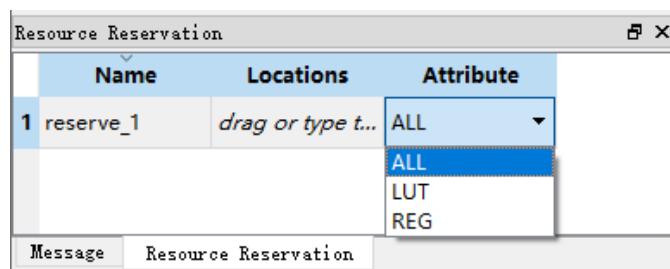 Resource Reservation
Name Locations Attribute
1 reserve_1 drag or type t... ALL
ALL
LUT
REG
Message Resource Reservation